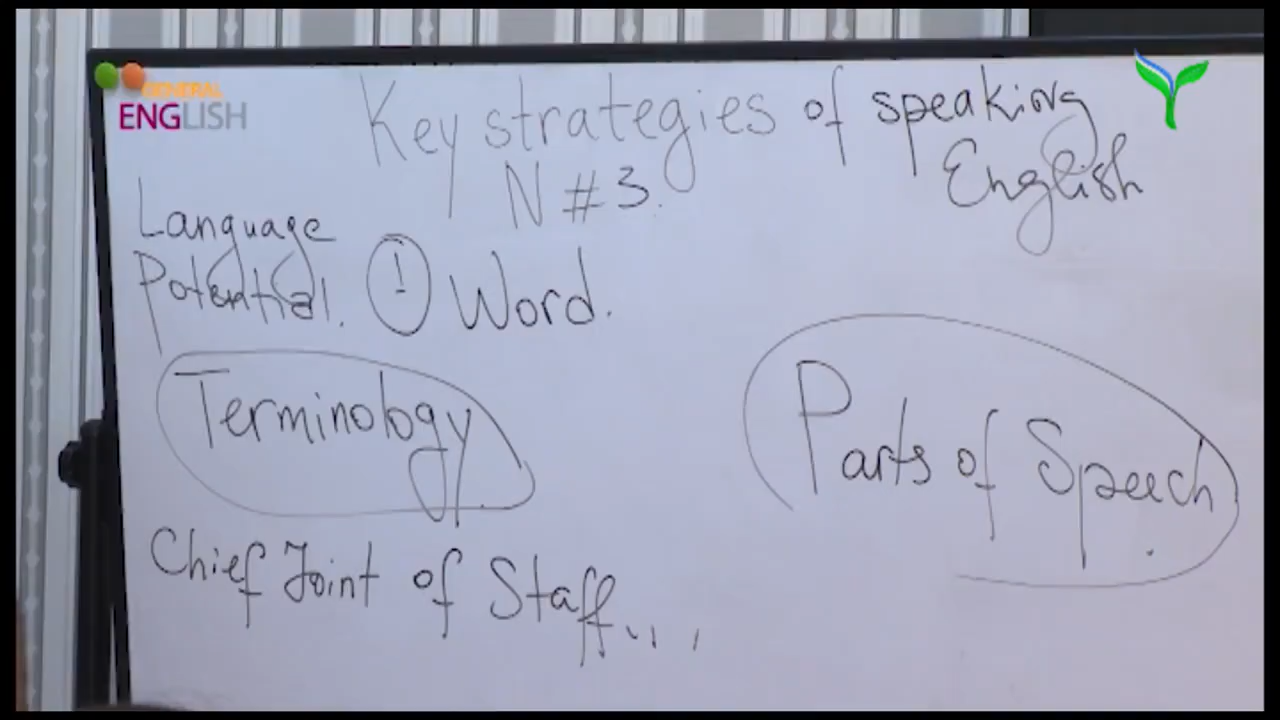 GENERAL
ENGLISH
Key strategies of speaking
English
N #3.
Language
Potential. ! Word.
Terminology
Parts of Speech
Chief Joint of Staff...